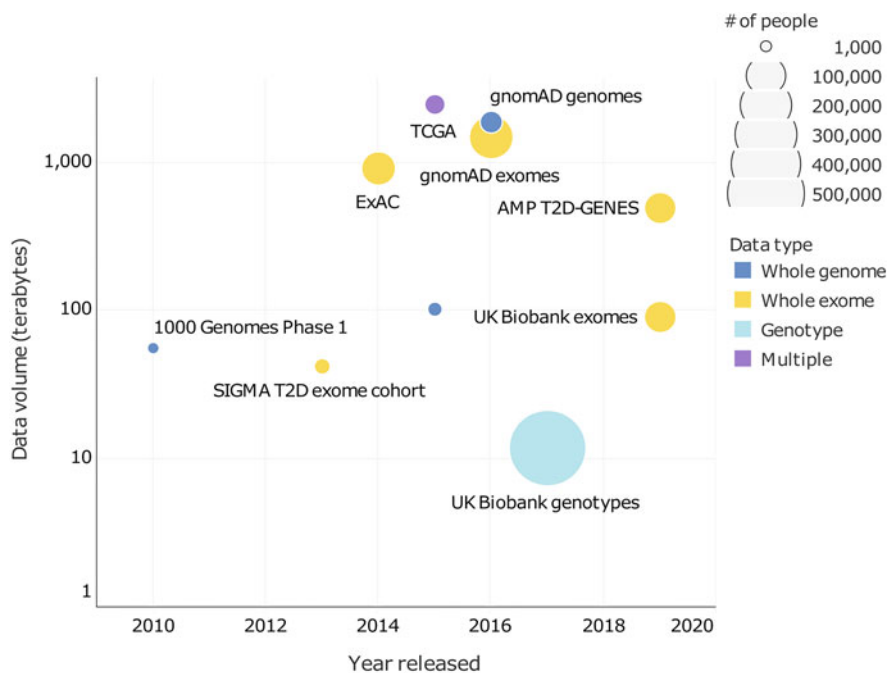 # of people
1,000
100,000
200,000
300,000
400,000
500,000
Data type
Whole genome
Whole exome
Genotype
Multiple
Data volume (terabytes)
1,000
100
10
1
gnomAD genomes
TCGA
gnomAD exomes
ExAC
AMP T2D-GENES
1000 Genomes Phase 1
UK Biobank exomes
SIGMA T2D exome cohort
UK Biobank genotypes
2010 2012 2014 2016 2018 2020
Year released